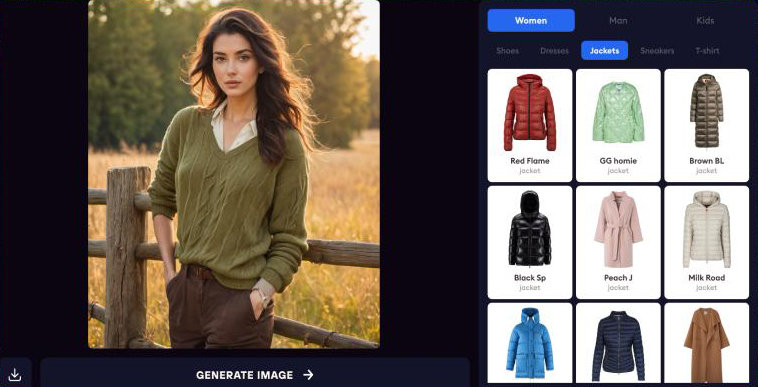 Women Man Kids
Shoes Dresses Jackets Sneakers T-shirt
Red Flame GG homie Brown BL
jacket jacket jacket
Black Sp Peach J Milk Road
jacket jacket jacket
GENERATE IMAGE